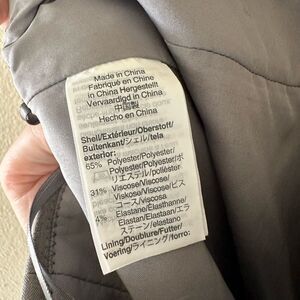 Made in China
Fabriqué en Chine
in China Hergestellt
Vervaardigd in China
中国製
Hecho en China
Shell/Extérieur/Oberstoff/
Buitenkant/シェル/tela
exterior:
65% Polyester/Polyester/
Polyester/Polyester/ポ
リエステル/poliéster
31% Viscose/Viscose/
Viskose/Viscose/ビス
コース/viscosa
4% Elastane/Élasthanne/
Elastan/Elastaan/エラ
ステーン/elastano
Lining/Doublure/Futter/
Voering/ライニング/forro: